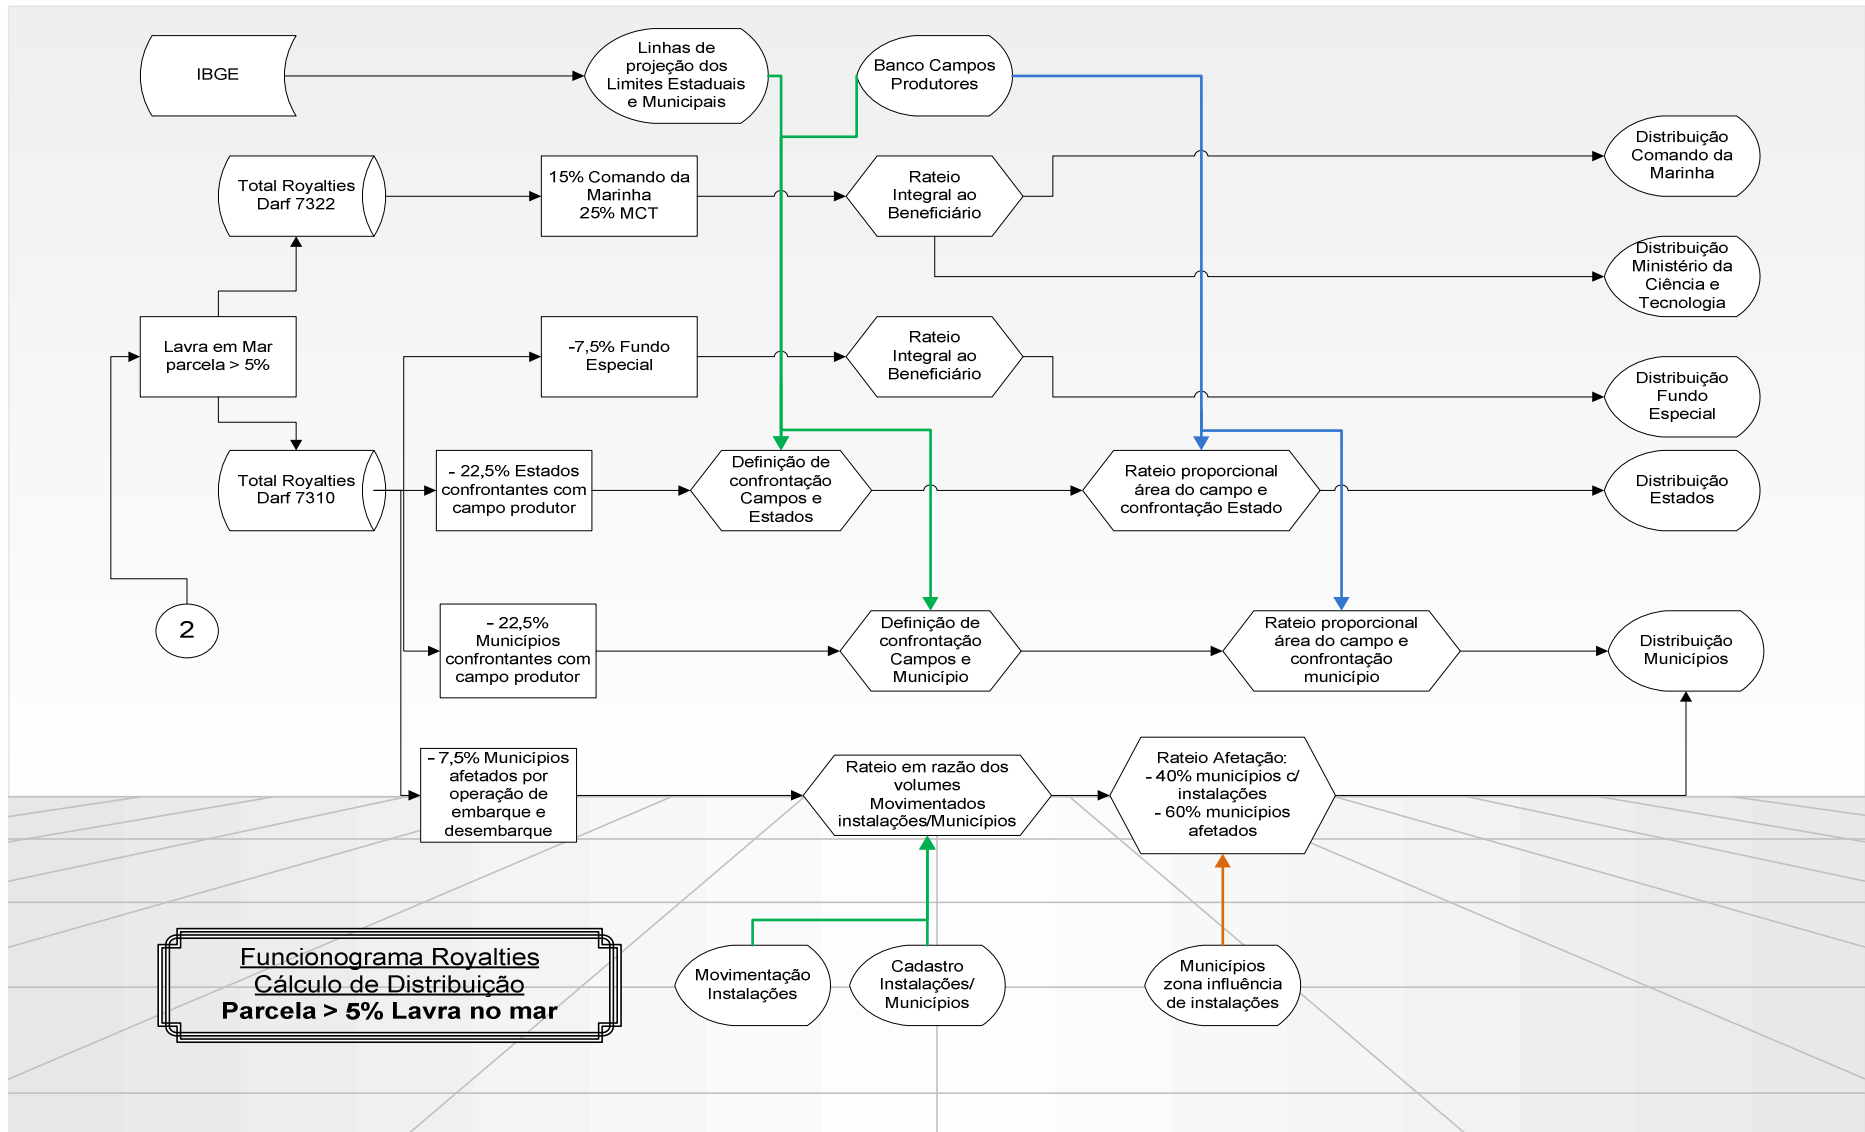 IBGE
Linhas de
projeção dos
Limites Estaduais
e Municipais
Banco Campos
Produtores
Distribuição
Comando da
Marinha
Total Royalties
Darf 7322
15% Comando da
Marinha
25% MCT
Rateio
Integral ao
Beneficiário
Distribuição
Ministério da
Ciência e
Tecnologia
Lavra em Mar
parcela > 5%
-7,5% Fundo
Especial
Rateio
Integral ao
Beneficiário
Distribuição
Fundo
Especial
Total Royalties
Darf 7310
- 22,5% Estados
confrontantes com
campo produtor
Definição de
confrontação
Campos e
Estados
Rateio proporcional
área do campo e
confrontação Estado
Distribuição
Estados
2
- 22,5%
Municípios
confrontantes com
campo produtor
Definição de
confrontação
Campos e
Município
Rateio proporcional
área do campo e
confrontação
município
Distribuição
Municípios
- 7,5% Municípios
afetados por
operação de
embarque e
desembarque
Rateio em razão dos
volumes
Movimentados
instalações/Municípios
Rateio Afetação:
- 40% municípios c/
instalações
- 60% municípios
afetados
Funcionograma Royalties
Cálculo de Distribuição
Parcela > 5% Lavra no mar
Movimentação
Instalações
Cadastro
Instalações/
Municípios
Municípios
zona influência
de instalações